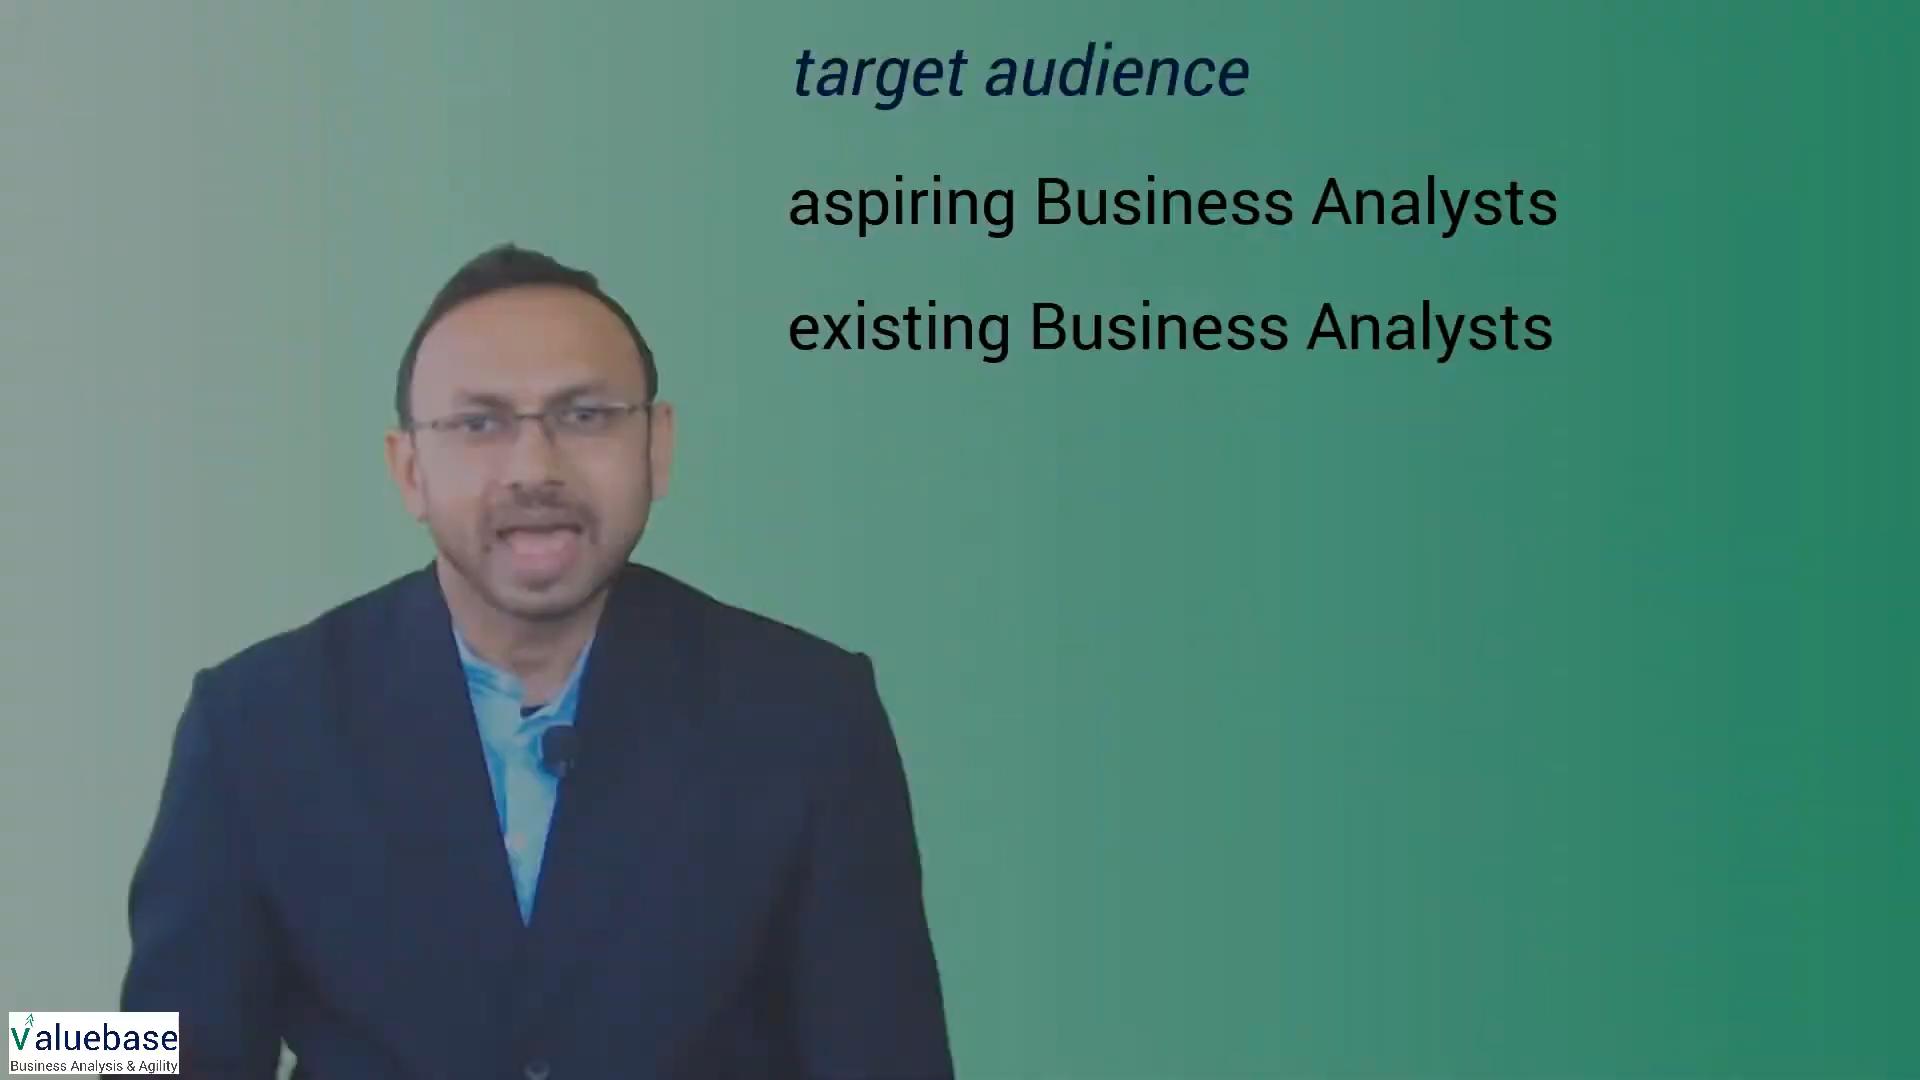 target audience
aspiring Business Analysts
existing Business Analysts
Valuebase
Business Analysis & Agility